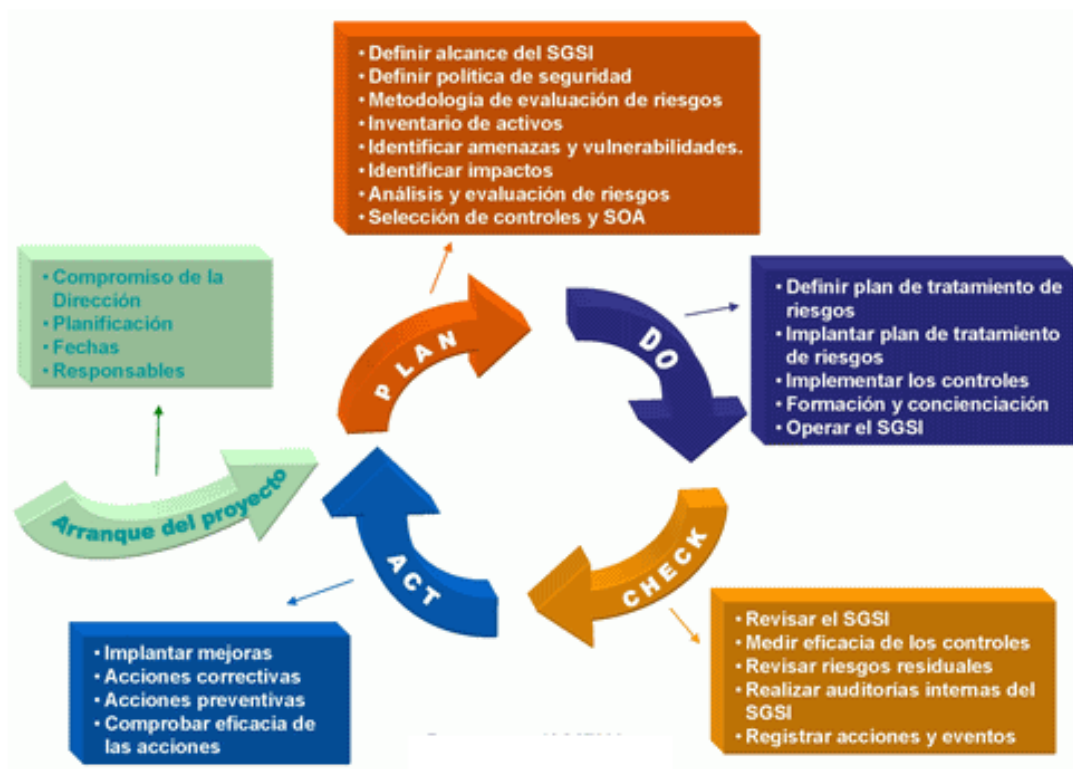 • Definir alcance del SGSI
• Definir política de seguridad
• Metodología de evaluación de riesgos
• Inventario de activos
• Identificar amenazas y vulnerabilidades.
• Identificar impactos
• Análisis y evaluación de riesgos
• Selección de controles y SOA
• Compromiso de la
Dirección
• Planificación
• Fechas
• Responsables
PLAN
DO
• Definir plan de tratamiento de
riesgos
• Implantar plan de tratamiento
de riesgos
• Implementar los controles
• Formación y concienciación
• Operar el SGSI
Arranque del proyecto
ACT
CHECK
• Implantar mejoras
• Acciones correctivas
• Acciones preventivas
• Comprobar eficacia de
las acciones
• Revisar el SGSI
• Medir eficacia de los controles
• Revisar riesgos residuales
• Realizar auditorías internas del
SGSI
• Registrar acciones y eventos